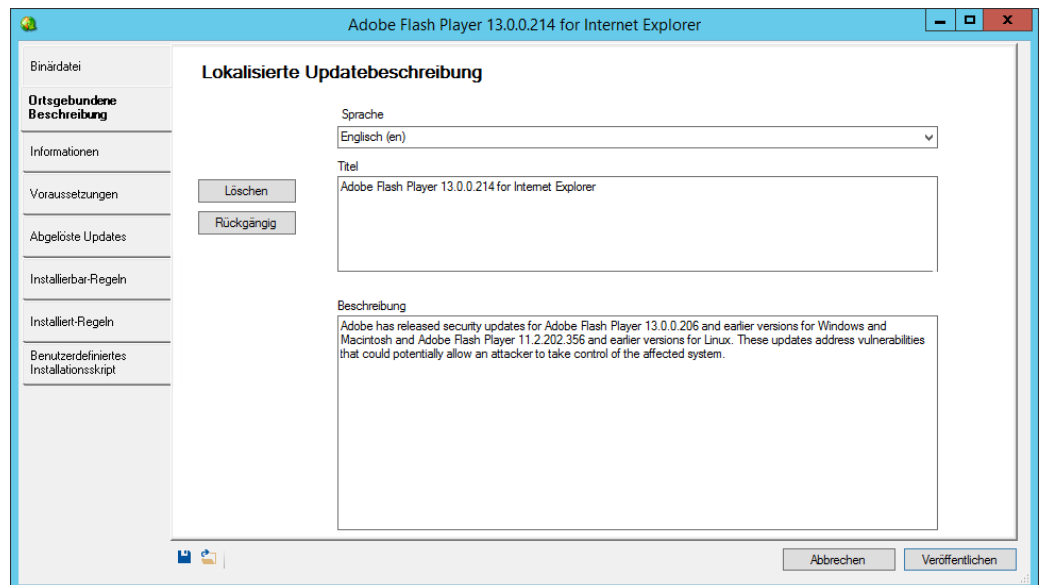 Adobe Flash Player 13.0.0.214 for Internet Explorer
Binärdatei
Ortsgebundene
Beschreibung
Informationen
Voraussetzungen
Abgelöste Updates
Installierbar-Regeln
Installiert-Regeln
Benutzerdefiniertes
Installationsskript
Lokalisierte Updatebeschreibung
Sprache
Englisch (en)
Titel
Adobe Flash Player 13.0.0.214 for Internet Explorer
Löschen
Rückgängig
Beschreibung
Adobe has released security updates for Adobe Flash Player 13.0.0.206 and earlier versions for Windows and
Macintosh and Adobe Flash Player 11.2.202.356 and earlier versions for Linux. These updates address vulnerabilities
that could potentially allow an attacker to take control of the affected system.
Abbrechen
Veröffentlichen